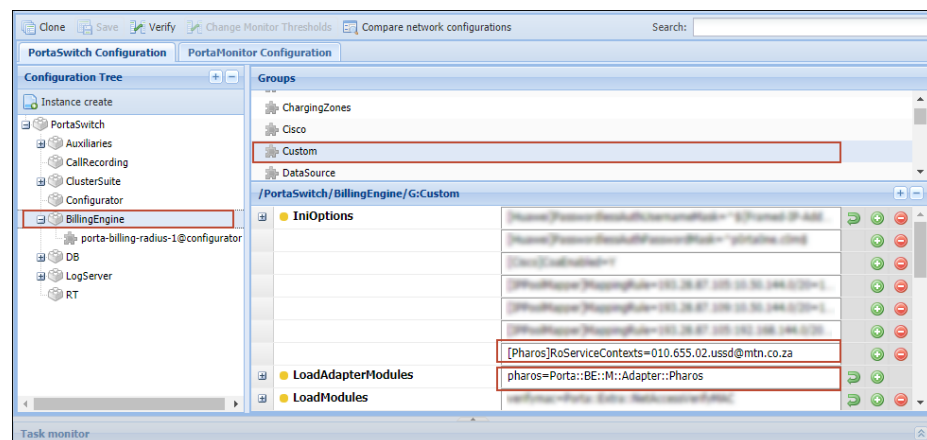 Clone Save Verify Change Monitor Thresholds Compare network configurations Search:
PortaSwitch Configuration PortaMonitor Configuration
Configuration Tree
Instance create
PortaSwitch
Auxiliaries
CallRecording
ClusterSuite
Configurator
BillingEngine
porta-billing-radius-1@configurator
DB
LogServer
RT
Groups
ChargingZones
Cisco
Custom
DataSource
/PortaSwitch/BillingEngine/G:Custom
IniOptions
[Pharos]RoServiceContexts=010.655.02.ussd@mtn.co.za
LoadAdapterModules pharos=Porta::BE::M::Adapter::Pharos
LoadModules
Task monitor